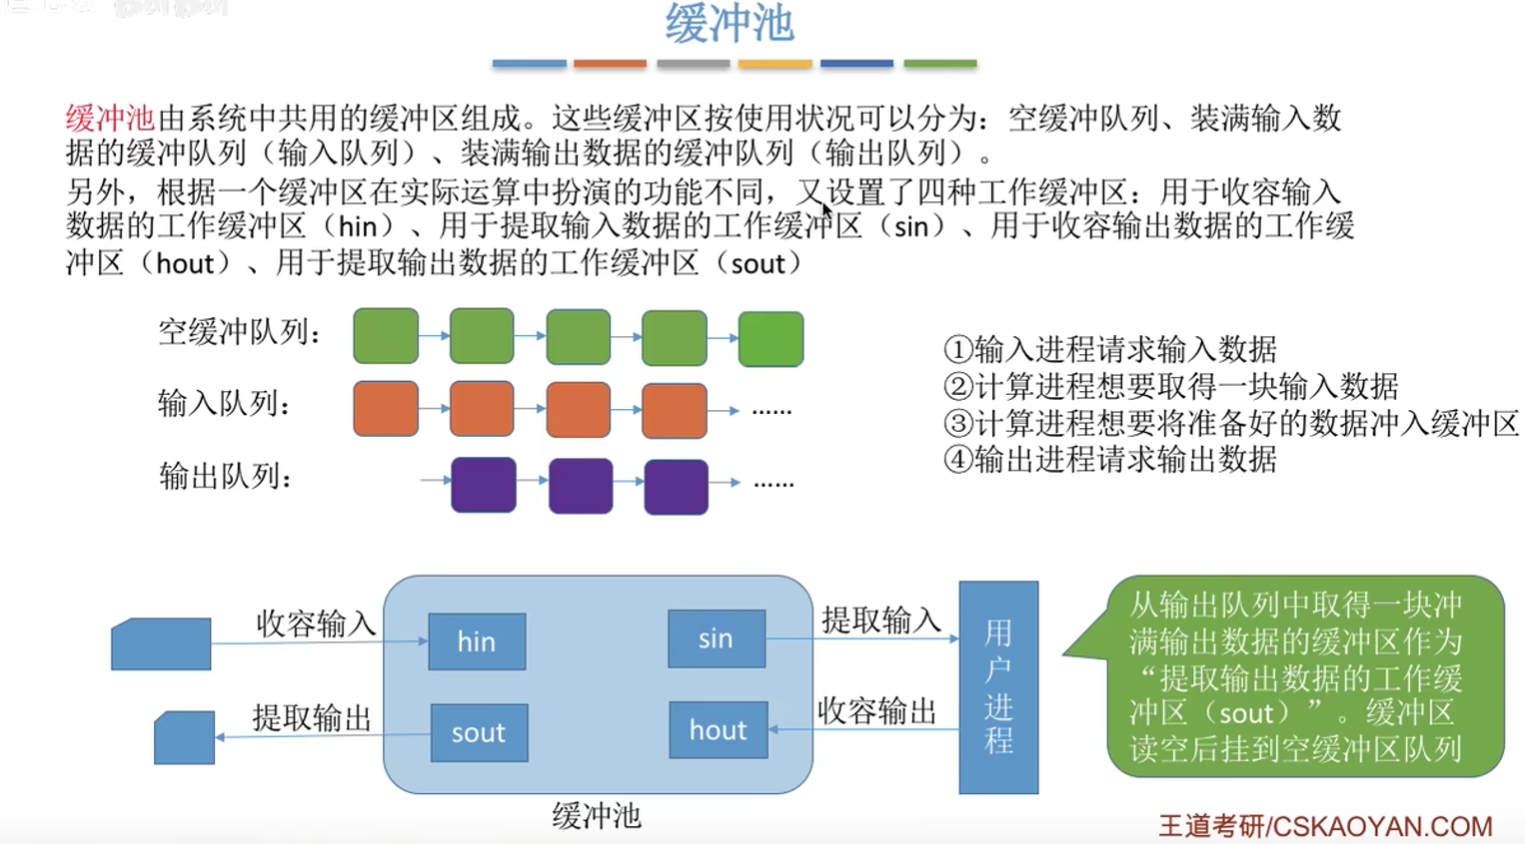 缓冲池
缓冲池由系统中共用的缓冲区组成。这些缓冲区按使用状况可以分为：空缓冲队列、装满输入数
据的缓冲队列（输入队列）、装满输出数据的缓冲队列（输出队列）。
另外，根据一个缓冲区在实际运算中扮演的功能不同，又设置了四种工作缓冲区：用于收容输入
数据的工作缓冲区（hin）、用于提取输入数据的工作缓冲区（sin）、用于收容输出数据的工作缓
冲区（hout）、用于提取输出数据的工作缓冲区（sout）
空缓冲队列：
输入队列：
......
输出队列：
......
①输入进程请求输入数据
②计算进程想要取得一块输入数据
③计算进程想要将准备好的数据冲入缓冲区
④输出进程请求输出数据
收容输入
hin
sin
提取输入
提取输出
sout
hout
收容输出
用户进程
缓冲池
从输出队列中取得一块冲
满输出数据的缓冲区作为
“提取输出数据的工作缓
冲区（sout）”。缓冲区
读空后挂到空缓冲区队列
王道考研/CSKAOYAN.COM